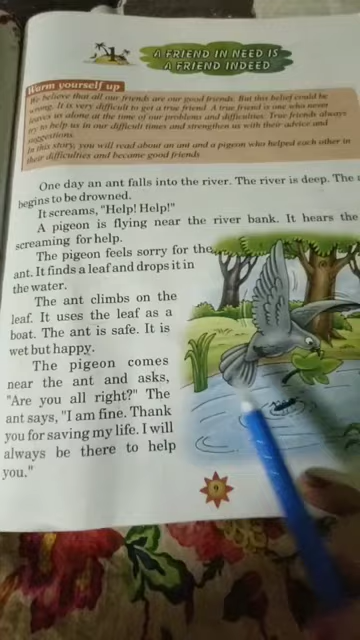 1
A FRIEND IN NEED IS
A FRIEND INDEED
Warm yourself up
We believe that all our friends are our good friends. But this belief could be
wrong. It is very difficult to get a true friend. A true friend is one who never
leaves us alone at the time of our problems and difficulties. True friends always
try to help us in our difficult times and strengthen us with their advice and
suggestions.
In this story, you will read about an ant and a pigeon who helped each other in
their difficulties and became good friends
One day an ant falls into the river. The river is deep. The
begins to be drowned.
It screams, "Help! Help!"
A pigeon is flying near the river bank. It hears the
screaming for help.
The pigeon feels sorry for the
ant. It finds a leaf and drops it in
the water.
The ant climbs on the
leaf. It uses the leaf as a
boat. The ant is safe. It is
wet but happy.
The pigeon comes
near the ant and asks,
"Are you all right?" The
ant says, "I am fine. Thank
you for saving my life. I will
always be there to help
you."
9